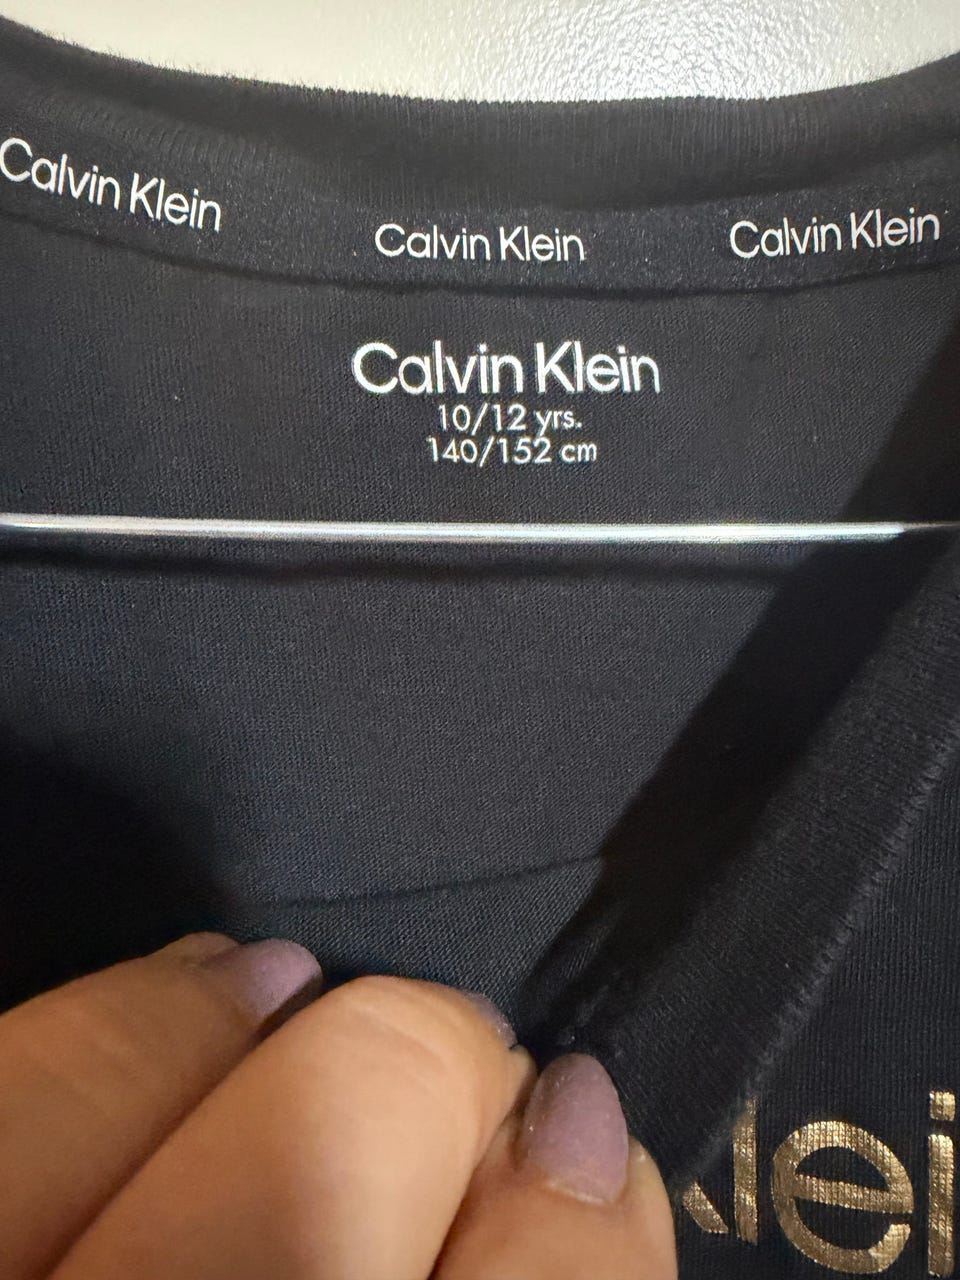 Calvin Klein Calvin Klein Calvin Klein
Calvin Klein
10/12 yrs.
140/152 cm